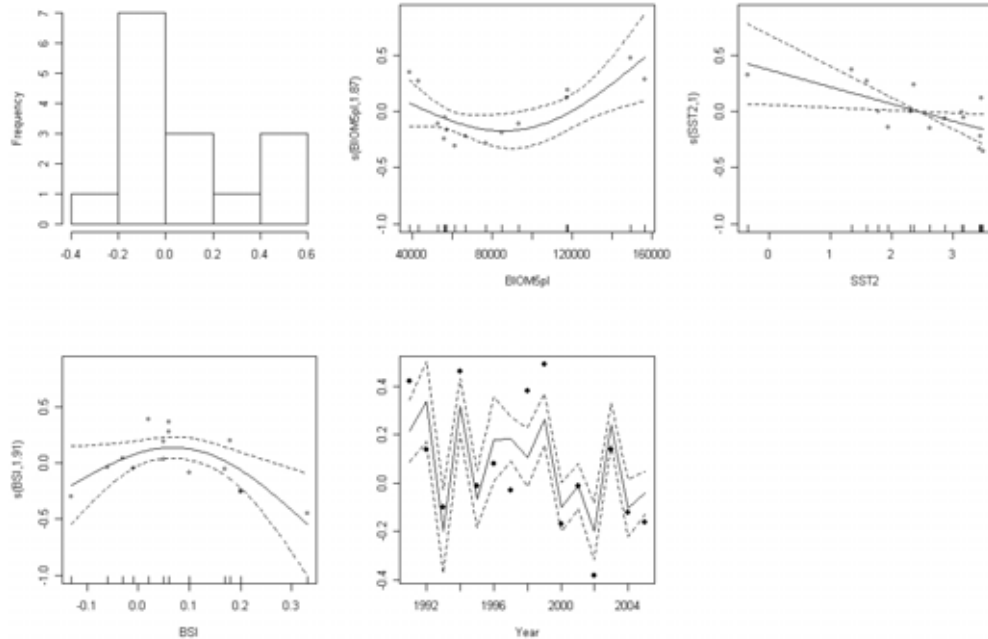 Frequency
7
6
5
4
3
2
1
0
-0.4 -0.2 0.0 0.2 0.4 0.6
s(BIOM5pl,1.87)
0.5
0.0
-0.5
-1.0
40000 80000 120000 160000
BIOM5pl
s(SST2,1)
0.5
0.0
-0.5
-1.0
0 1 2 3
SST2
s(BSI,1.91)
0.5
0.0
-0.5
-1.0
-0.1 0.0 0.1 0.2 0.3
BSI
0.4
0.2
0.0
-0.2
-0.4
1992 1996 2000 2004
Year